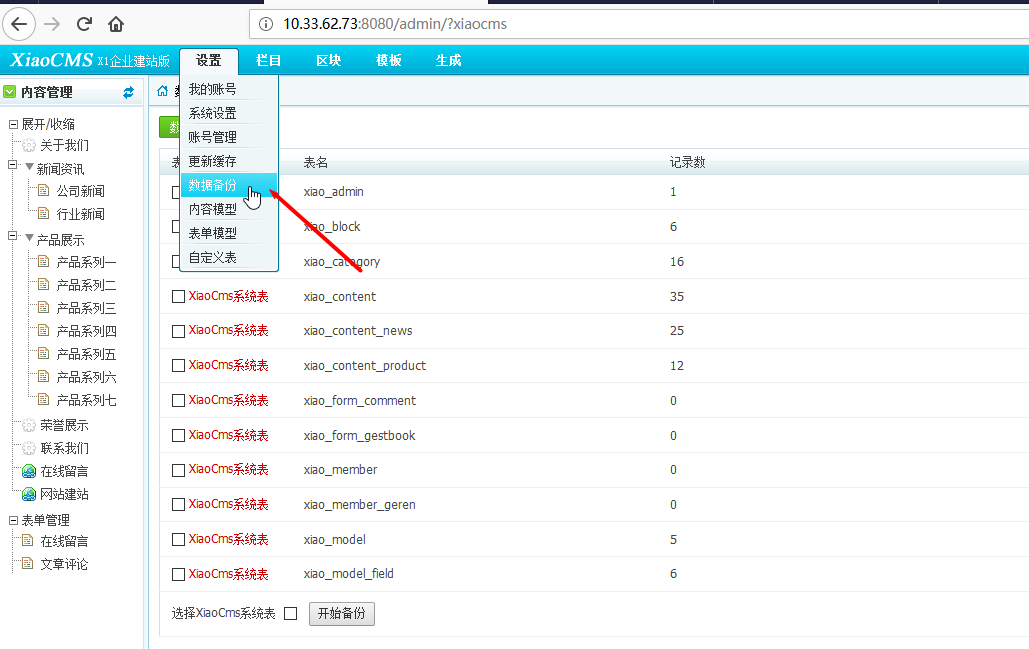 10.33.62.73:8080/admin/?xiaocms
XiaoCMS X1企业建站版 设置 栏目 区块 模板 生成
内容管理
展开/收缩
关于我们
新闻资讯
公司新闻
行业新闻
产品展示
产品系列一
产品系列二
产品系列三
产品系列四
产品系列五
产品系列六
产品系列七
荣誉展示
联系我们
在线留言
网站建站
表单管理
在线留言
文章评论
我的账号
系统设置
账号管理
更新缓存
数据备份
内容模型
表单模型
自定义表
表名 记录数
xiao_admin 1
xiao_block 6
xiao_category 16
XiaoCms系统表 xiao_content 35
XiaoCms系统表 xiao_content_news 25
XiaoCms系统表 xiao_content_product 12
XiaoCms系统表 xiao_form_comment 0
XiaoCms系统表 xiao_form_gestbook 0
XiaoCms系统表 xiao_member 0
XiaoCms系统表 xiao_member_geren 0
XiaoCms系统表 xiao_model 5
XiaoCms系统表 xiao_model_field 6
选择XiaoCms系统表 开始备份